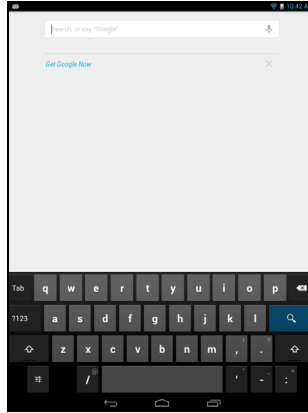 10:42 A
Search, or say "Google"
Get Google Now
Tab q w e r t y u i o p
?123 a s d f g h j k l
z x c v b n m , ! . ?
/ @ ' - _ :